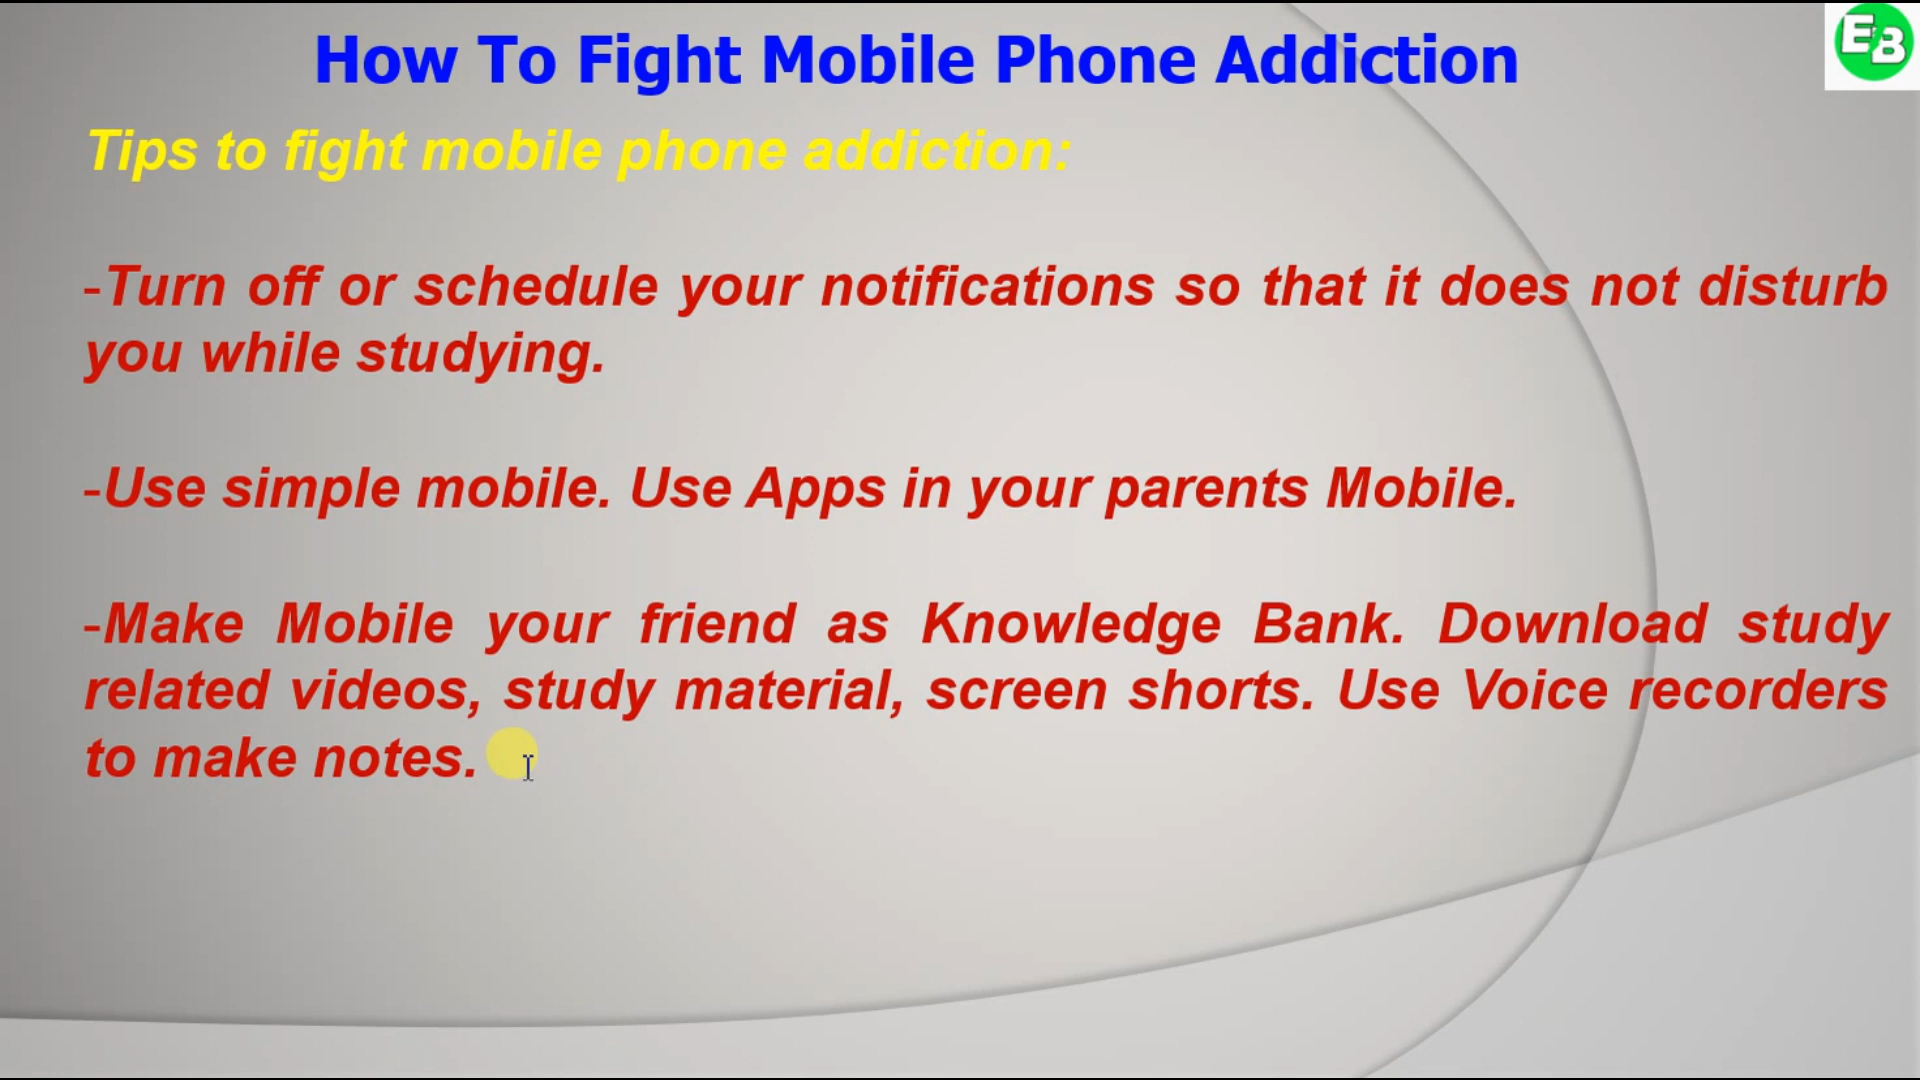 How To Fight Mobile Phone Addiction
EB
Tips to fight mobile phone addiction:
-Turn off or schedule your notifications so that it does not disturb
you while studying.
-Use simple mobile. Use Apps in your parents Mobile.
-Make Mobile your friend as Knowledge Bank. Download study
related videos, study material, screen shorts. Use Voice recorders
to make notes.